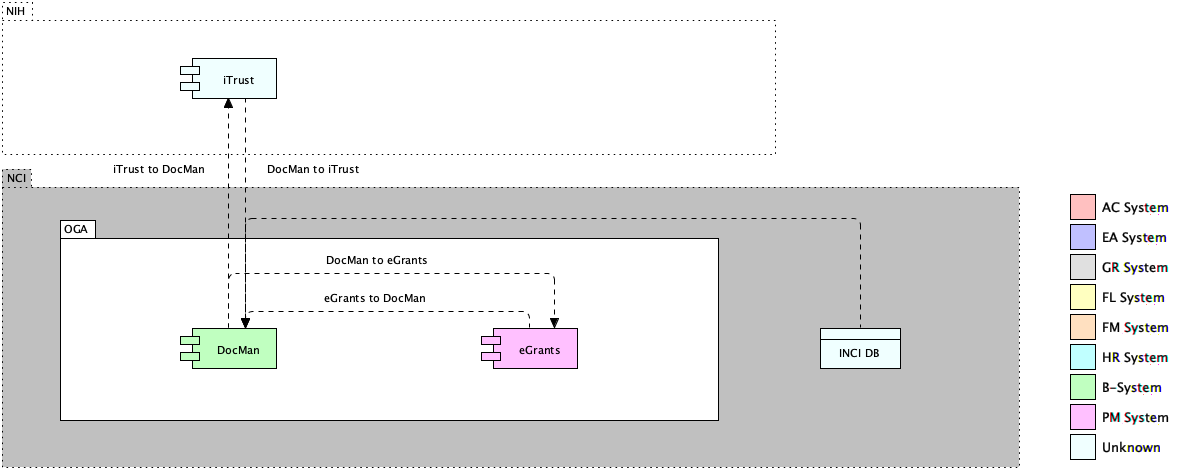 NIH
iTrust
iTrust to DocMan
DocMan to iTrust
NCI
OGA
DocMan to eGrants
eGrants to DocMan
DocMan
eGrants
INCI DB
AC System
EA System
GR System
FL System
FM System
HR System
B-System
PM System
Unknown